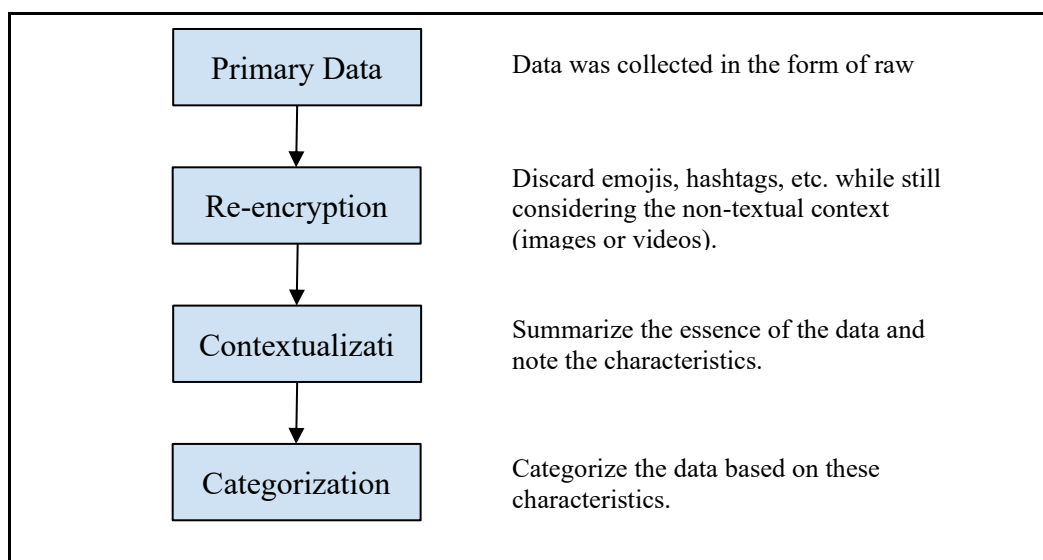 Primary Data
Data was collected in the form of raw
Re-encryption
Discard emojis, hashtags, etc. while still
considering the non-textual context
(images or videos).
Contextualizati
Summarize the essence of the data and
note the characteristics.
Categorization
Categorize the data based on these
characteristics.